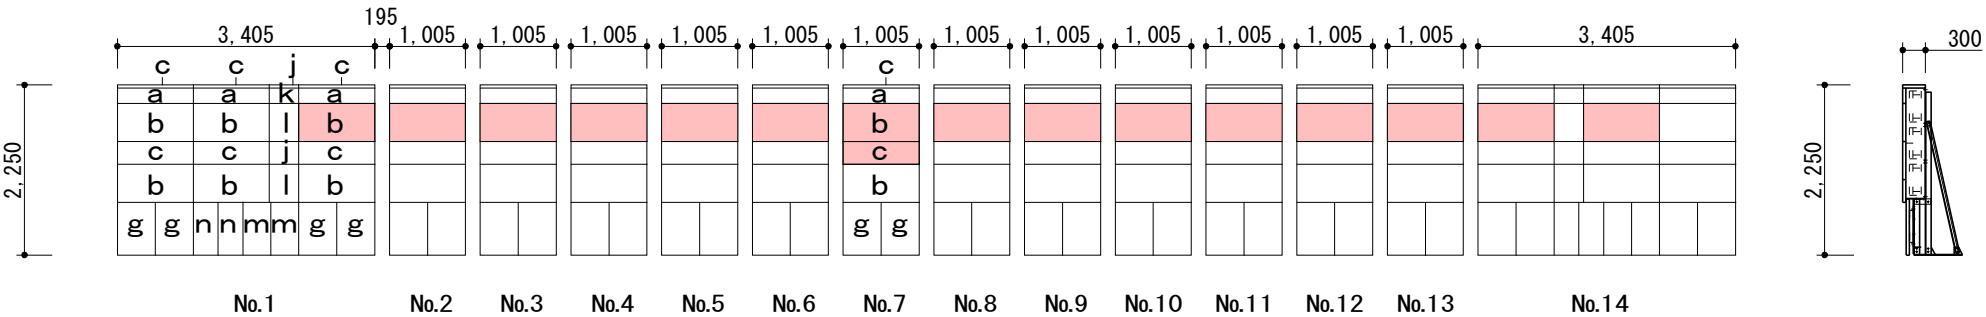 195
3,405 1,005 1,005 1,005 1,005 1,005 1,005 1,005 1,005 1,005 1,005 1,005 1,005 3,405 300
c c j c c
a a k a a
b b l b b
c c j c c
b b l b b
g g n n m m g g g g
2,250 2,250
№.1 №.2 №.3 №.4 №.5 №.6 №.7 №.8 №.9 №.10 №.11 №.12 №.13 №.14